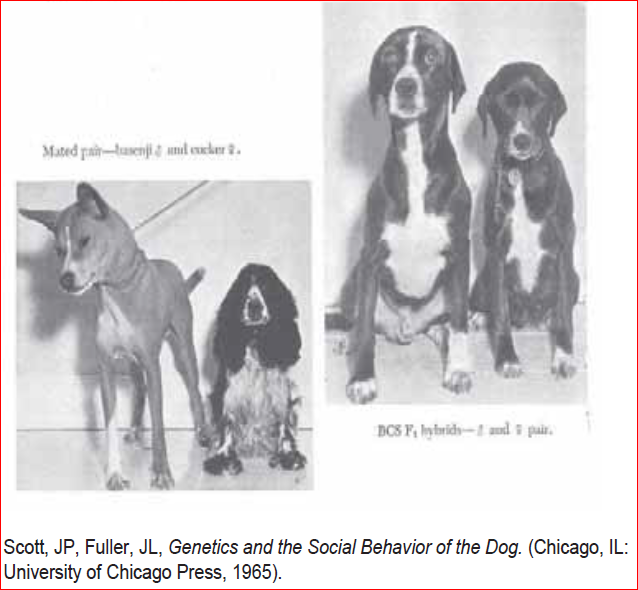 Mated pair—basenji ♂ and cocker ♀.
BCS F₁ hybrids—♂ and ♀ pair.
Scott, JP, Fuller, JL, Genetics and the Social Behavior of the Dog. (Chicago, IL:
University of Chicago Press, 1965).